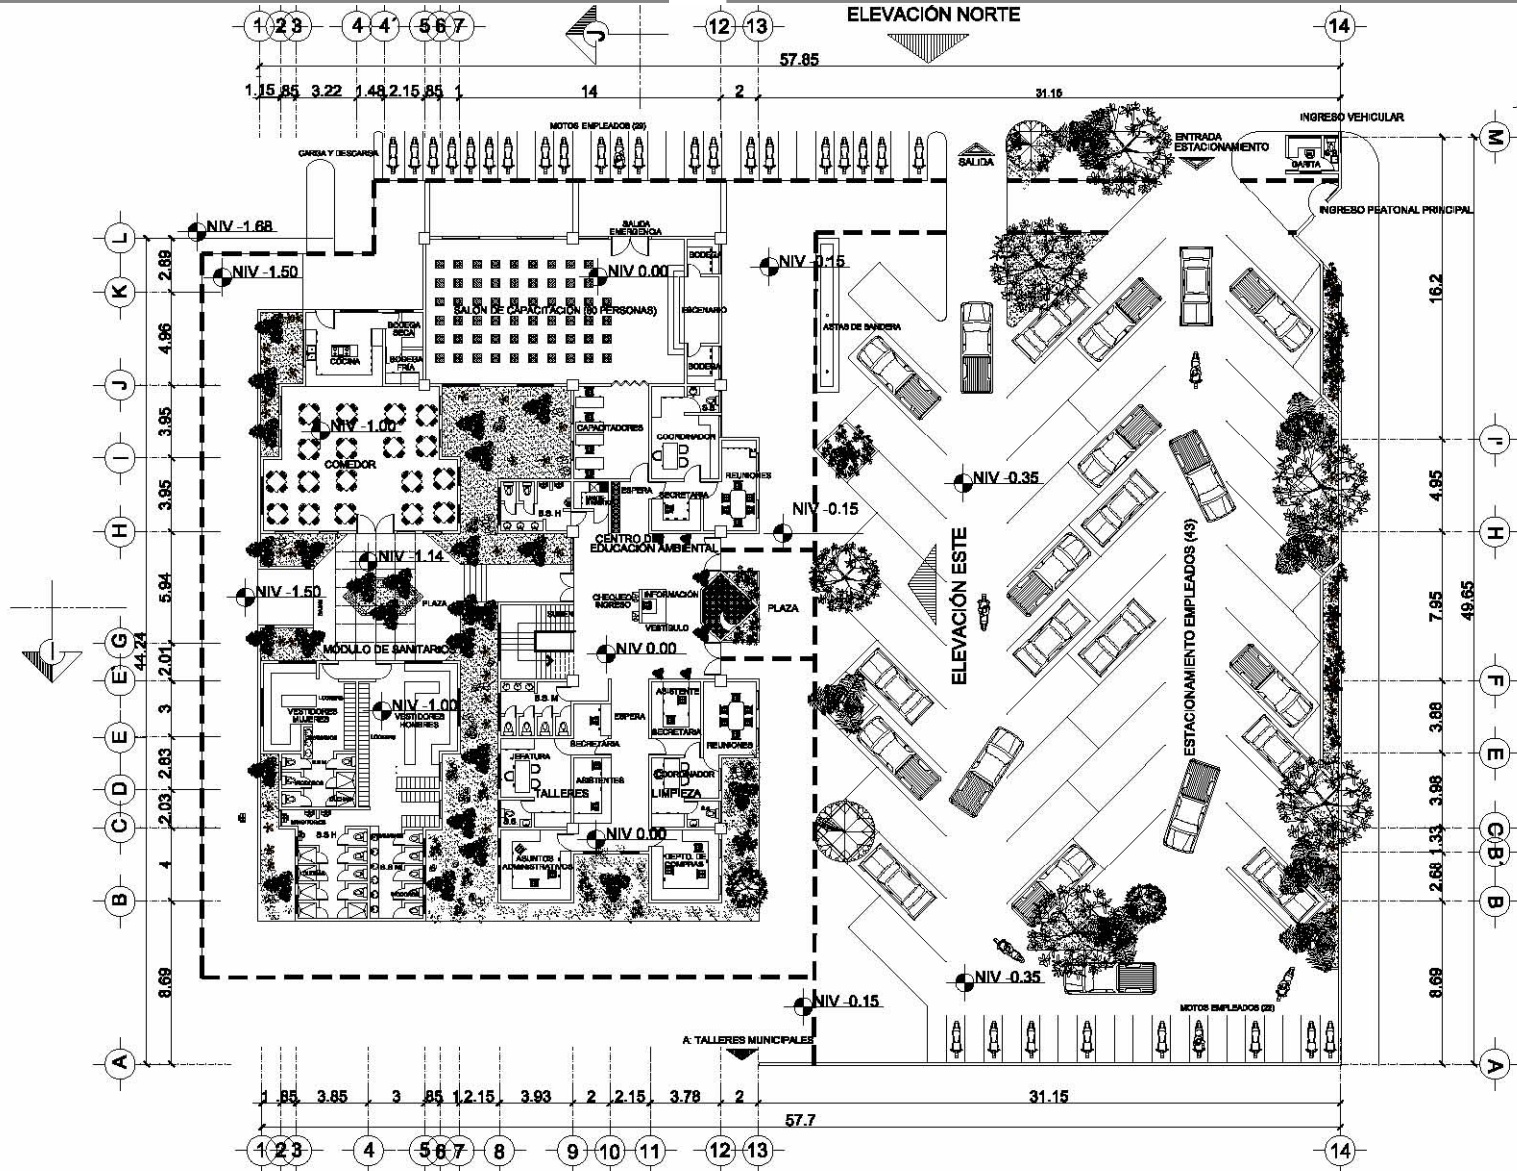 ELEVACIÓN NORTE
1 2 3 4 4' 5 6 7 12 13 14
J
57.85
1.15 .85 3.22 1.48 2.15 .85 1 14 2 31.15
MOTOS EMPLEADOS (29)
INGRESO VEHICULAR
CARGA Y DESCARGA
SALIDA
ENTRADA
ESTACIONAMIENTO
GARITA
M
INGRESO PEATONAL PRINCIPAL
NIV -1.68
SALIDA
EMERGENCIA
L
NIV -1.50
NIV 0.00
BODEGA
NIV -0.15
2.89
K
16.2
SALON DE CAPACITACION (80 PERSONAS)
ESCENARIO
ASTAS DE BANDERA
BODEGA
SECA
4.96
COCINA
BODEGA
FRÍA
BODEGA
J
S.S
3.95
NIV -1.00
CAPACITADORES
COORDINADOR
I'
COMEDOR
I
REUNIONES
NIV -0.35
4.95
3.95
ESPERA
SECRETARIA
S.S. H
NIV -0.15
H
CENTRO DE
EDUCACION AMBIENTAL
H
ESTACIONAMIENTO EMPLEADOS (43)
ELEVACIÓN ESTE
NIV -1.14
5.94
NIV -1.50
PLAZA
CHEQUEO
INGRESO
INFORMACIÓN
PLAZA
SUBEN
VESTIBULO
7.95
49.65
G
44.24
MODULO DE SANITARIOS
NIV 0.00
2.01
E'
F
S.S. M
ASISTENTE
3
VESTIDORES
MUJERES
NIV -1.00
VESTIDORES
HOMBRES
ESPERA
SECRETARIA
3.88
E
SECRETARIA
REUNIONES
E
JEFATURA
2.83
ASISTENTES
COORDINADOR
D
TALLERES
LIMPIEZA
3.98
2.03
S.S
C
S.S H
NIV 0.00
C
1.33
B'
4
S.S M
ASUNTOS
ADMINISTRATIVOS
DEPTO. DE
COMPRAS
2.68
B
B
8.69
NIV -0.35
8.69
NIV -0.15
MOTOS EMPLEADOS (22)
A: TALLERES MUNICIPALES
A
A
1 .85 3.85 3 .85 1 2.15 3.93 2 2.15 3.78 2 31.15
57.7
1 2 3 4 5 6 7 8 9 10 11 12 13 14